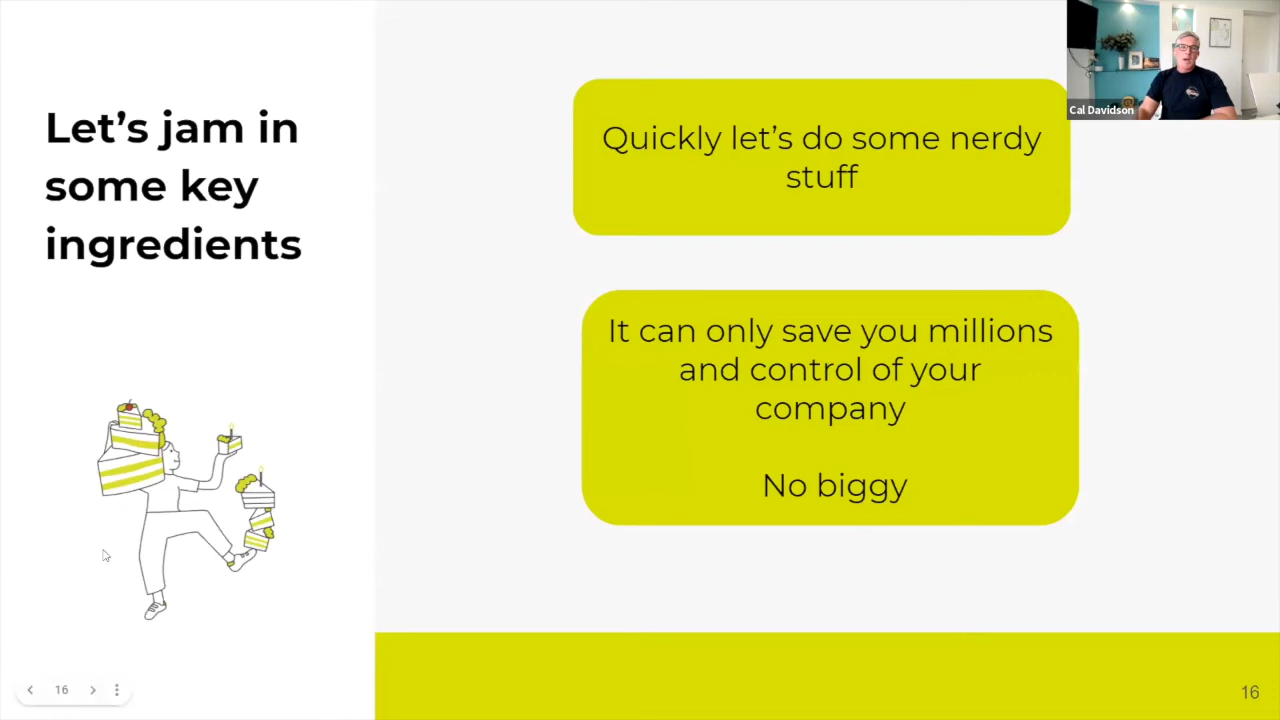 Let's jam in
some key
ingredients
Quickly let's do some nerdy
stuff
It can only save you millions
and control of your
company
No biggy
Cal Davidson
16
16